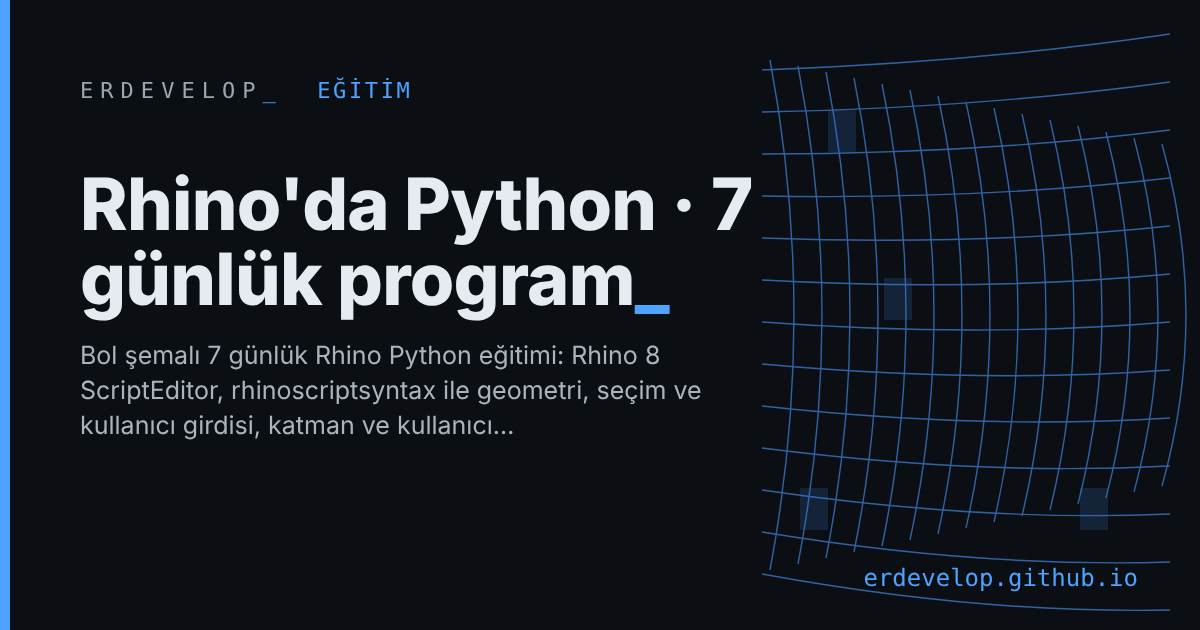 ERDEVELOP_ EĞİTİM
Rhino'da Python · 7
günlük program_
Bol şemalı 7 günlük Rhino Python eğitimi: Rhino 8
ScriptEditor, rhinoscriptsyntax ile geometri, seçim ve
kullanıcı girdisi, katman ve kullanıcı...
erdevelop.github.io